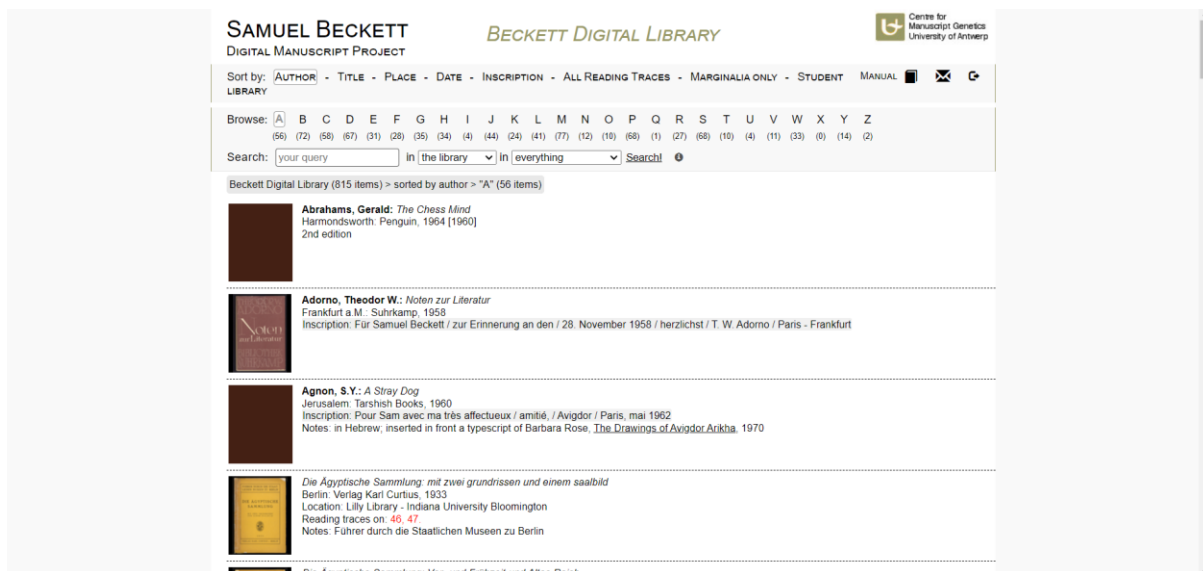 SAMUEL BECKETT
DIGITAL MANUSCRIPT PROJECT
BECKETT DIGITAL LIBRARY
Centre for
Manuscript Genetics
University of Antwerp
Sort by: AUTHOR - TITLE - PLACE - DATE - INSCRIPTION - ALL READING TRACES - MARGINALIA ONLY - STUDENT
LIBRARY
MANUAL
Browse: A B C D E F G H I J K L M N O P Q R S T U V W X Y Z
(56) (72) (58) (67) (31) (28) (35) (34) (4) (44) (24) (41) (77) (12) (10) (68) (1) (27) (68) (10) (4) (11) (33) (0) (14) (2)
Search: your query in the library in everything Search!
Beckett Digital Library (815 items) > sorted by author > "A" (56 items)
Abrahams, Gerald: The Chess Mind
Harmondsworth: Penguin, 1964 [1960]
2nd edition
ADORNO
Noten
zur Literatur
Adorno, Theodor W.: Noten zur Literatur
Frankfurt a.M.: Suhrkamp, 1958
Inscription: Für Samuel Beckett / zur Erinnerung an den / 28. November 1958 / herzlichst / T. W. Adorno / Paris - Frankfurt
Agnon, S.Y.: A Stray Dog
Jerusalem: Tarshish Books, 1960
Inscription: Pour Sam avec ma très affectueux / amitié, / Avigdor / Paris, mai 1962
Notes: in Hebrew; inserted in front a typescript of Barbara Rose, The Drawings of Avigdor Arikha, 1970
Die Ägyptische Sammlung: mit zwei grundrissen und einem saalbild
Berlin: Verlag Karl Curtius, 1933
Location: Lilly Library - Indiana University Bloomington
Reading traces on: 46, 47.
Notes: Führer durch die Staatlichen Museen zu Berlin